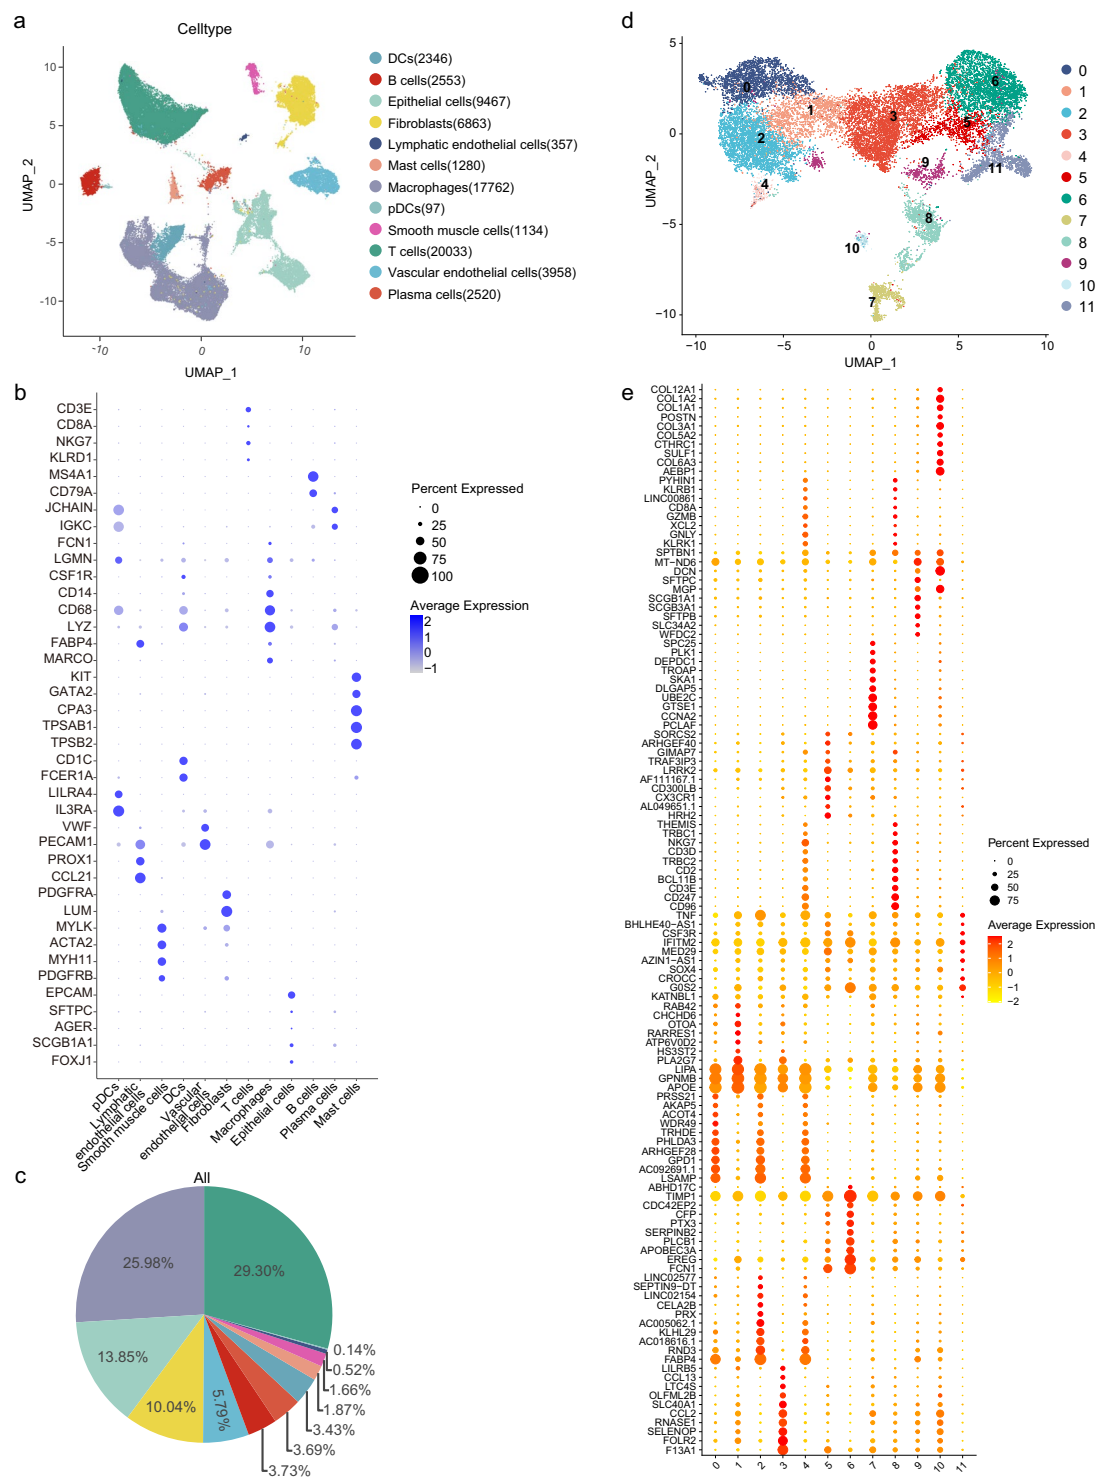 a
Celltype
10
5
0
-5
-10
UMAP_2
-10
0
10
UMAP_1
DCs(2346)
B cells(2553)
Epithelial cells(9467)
Fibroblasts(6863)
Lymphatic endothelial cells(357)
Mast cells(1280)
Macrophages(17762)
pDCs(97)
Smooth muscle cells(1134)
T cells(20033)
Vascular endothelial cells(3958)
Plasma cells(2520)
d
5
0
−5
−10
UMAP_2
−10
−5
0
5
10
UMAP_1
0
1
2
3
4
5
6
7
8
9
10
11
0
1
2
3
4
5
6
7
8
9
10
11
b
CD3E
CD8A
NKG7
KLRD1
MS4A1
CD79A
JCHAIN
IGKC
FCN1
LGMN
CSF1R
CD14
CD68
LYZ
FABP4
MARCO
KIT
GATA2
CPA3
TPSAB1
TPSB2
CD1C
FCER1A
LILRA4
IL3RA
VWF
PECAM1
PROX1
CCL21
PDGFRA
LUM
MYLK
ACTA2
MYH11
PDGFRB
EPCAM
SFTPC
AGER
SCGB1A1
FOXJ1
pDCs
Lymphatic
endothelial cells
Smooth muscle cells
DCs
Vascular
endothelial cells
Fibroblasts
T cells
Macrophages
Epithelial cells
B cells
Plasma cells
Mast cells
Percent Expressed
0
25
50
75
100
Average Expression
2
1
0
−1
c
All
25.98%
29.30%
13.85%
10.04%
5.79%
0.14%
0.52%
1.66%
1.87%
3.43%
3.69%
3.73%
e
COL12A1
COL1A2
COL1A1
POSTN
COL3A1
COL5A2
CTHRC1
SULF1
COL6A3
AEBP1
PYHIN1
KLRB1
LINC00861
CD8A
GZMB
XCL2
GNLY
KLRK1
SPTBN1
MT−ND6
DCN
SFTPC
MGP
SCGB1A1
SCGB3A1
SFTPB
SLC34A2
WFDC2
SPC25
PLK1
DEPDC1
TROAP
SKA1
DLGAP5
UBE2C
GTSE1
CCNA2
PCLAF
SORCS2
ARHGEF40
GIMAP7
TRAF3IP3
LRRK2
AF111167.1
CD300LB
CX3CR1
AL049651.1
HRH2
THEMIS
TRBC1
NKG7
CD3D
TRBC2
CD2
BCL11B
CD3E
CD247
CD96
TNF
BHLHE40−AS1
CSF3R
IFITM2
MED29
AZIN1−AS1
SOX4
CROCC
G0S2
KATNBL1
RAB42
CHCHD6
OTOA
RARRES1
ATP6V0D2
HS3ST2
PLA2G7
LIPA
GPNMB
APOE
PRSS21
AKAP5
ACOT4
WDR49
TRHDE
PHLDA3
ARHGEF28
GPD1
AC092691.1
LSAMP
ABHD17C
TIMP1
CDC42EP2
CFP
PTX3
SERPINB2
PLCB1
APOBEC3A
EREG
FCN1
LINC02577
SEPTIN9−DT
LINC02154
CELA2B
PRX
AC005062.1
KLHL29
AC018616.1
RND3
FABP4
LILRB5
CCL13
LTC4S
OLFML2B
SLC40A1
CCL2
RNASE1
SELENOP
FOLR2
F13A1
0
1
2
3
4
5
6
7
8
9
10
11
Percent Expressed
0
25
50
75
Average Expression
2
1
0
−1
−2